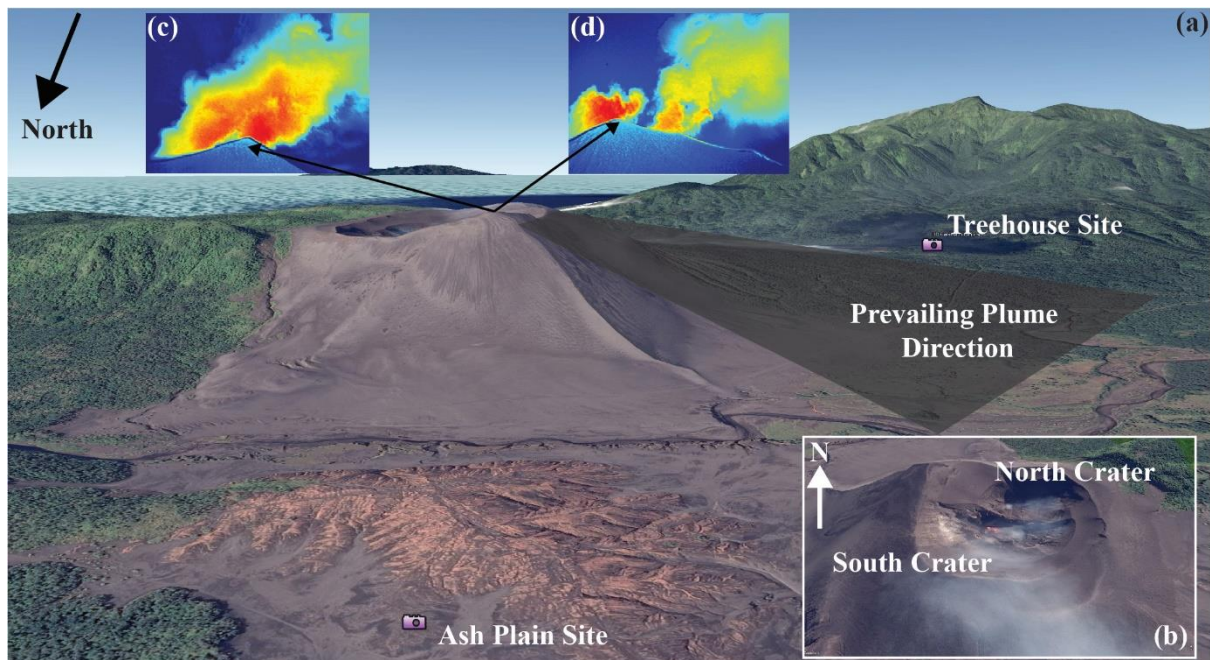 (c)
(d)
(a)
North
Treehouse Site
Prevailing Plume
Direction
N
North Crater
South Crater
Ash Plain Site
(b)